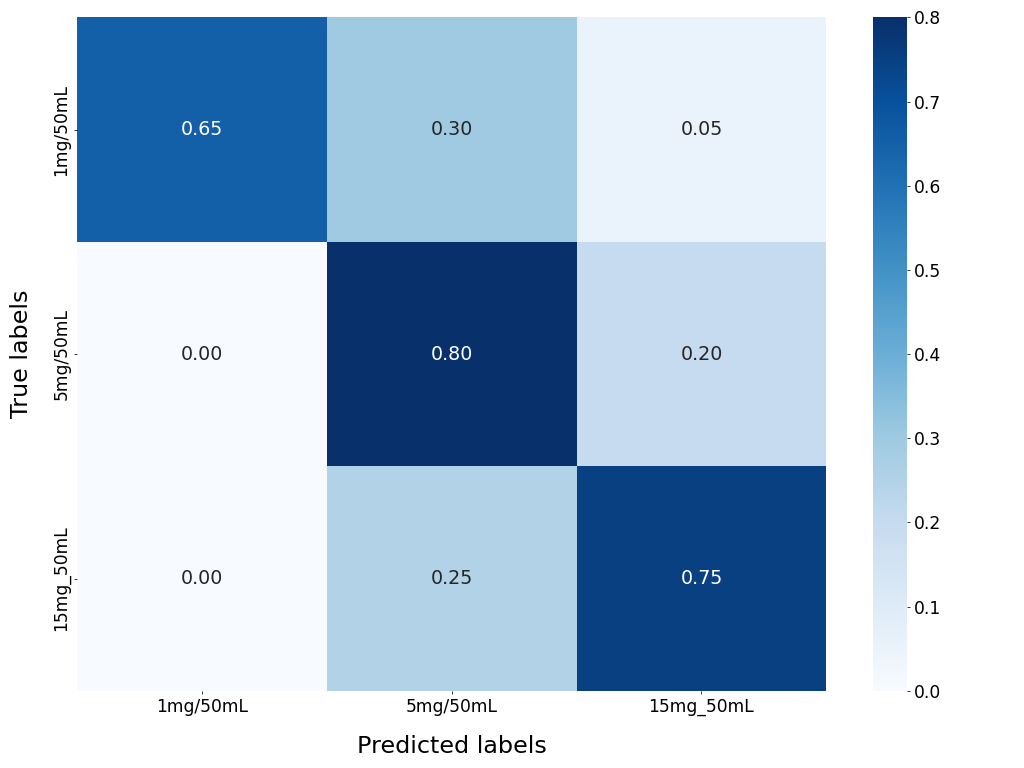 True labels
1mg/50mL
0.65 0.30 0.05
5mg/50mL
0.00 0.80 0.20
15mg_50mL
0.00 0.25 0.75
1mg/50mL 5mg/50mL 15mg_50mL
Predicted labels
0.8
0.7
0.6
0.5
0.4
0.3
0.2
0.1
0.0